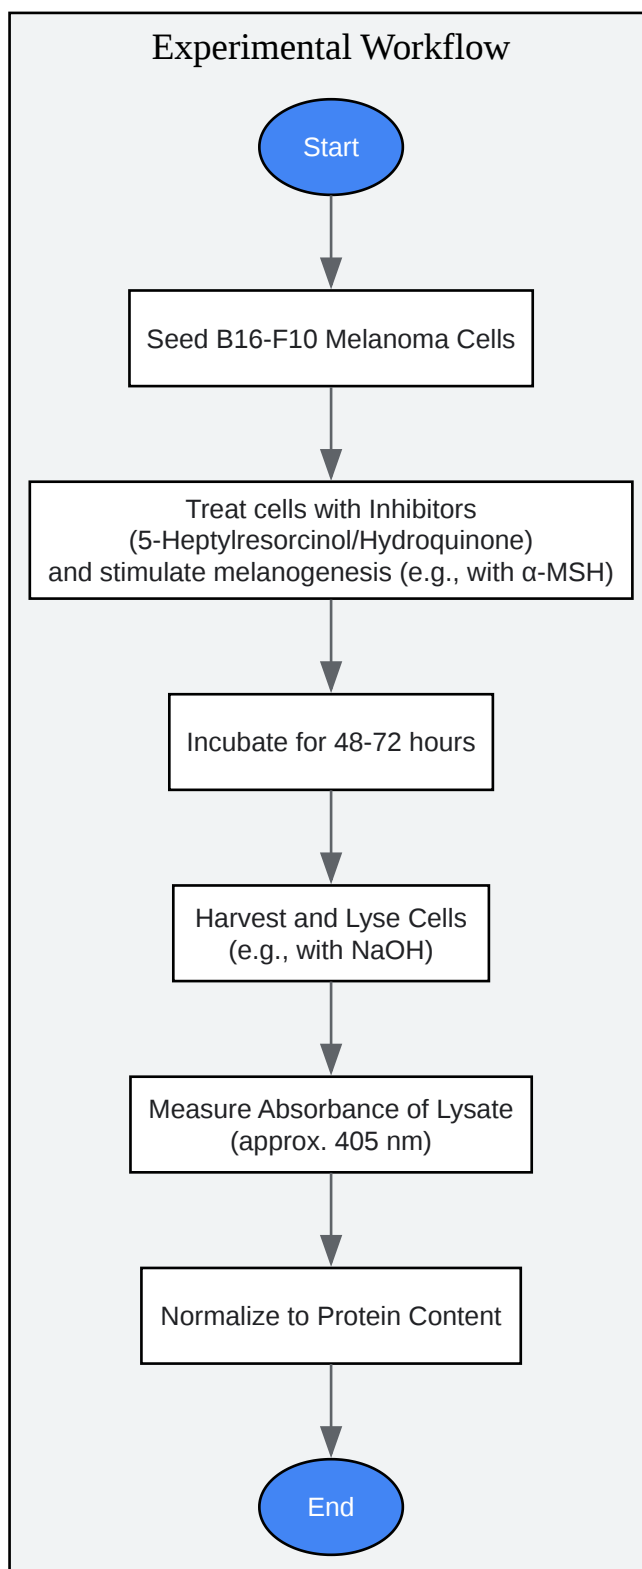 Experimental Workflow
Start
Seed B16-F10 Melanoma Cells
Treat cells with Inhibitors
(5-Heptylresorcinol/Hydroquinone)
and stimulate melanogenesis (e.g., with α-MSH)
Incubate for 48-72 hours
Harvest and Lyse Cells
(e.g., with NaOH)
Measure Absorbance of Lysate
(approx. 405 nm)
Normalize to Protein Content
End